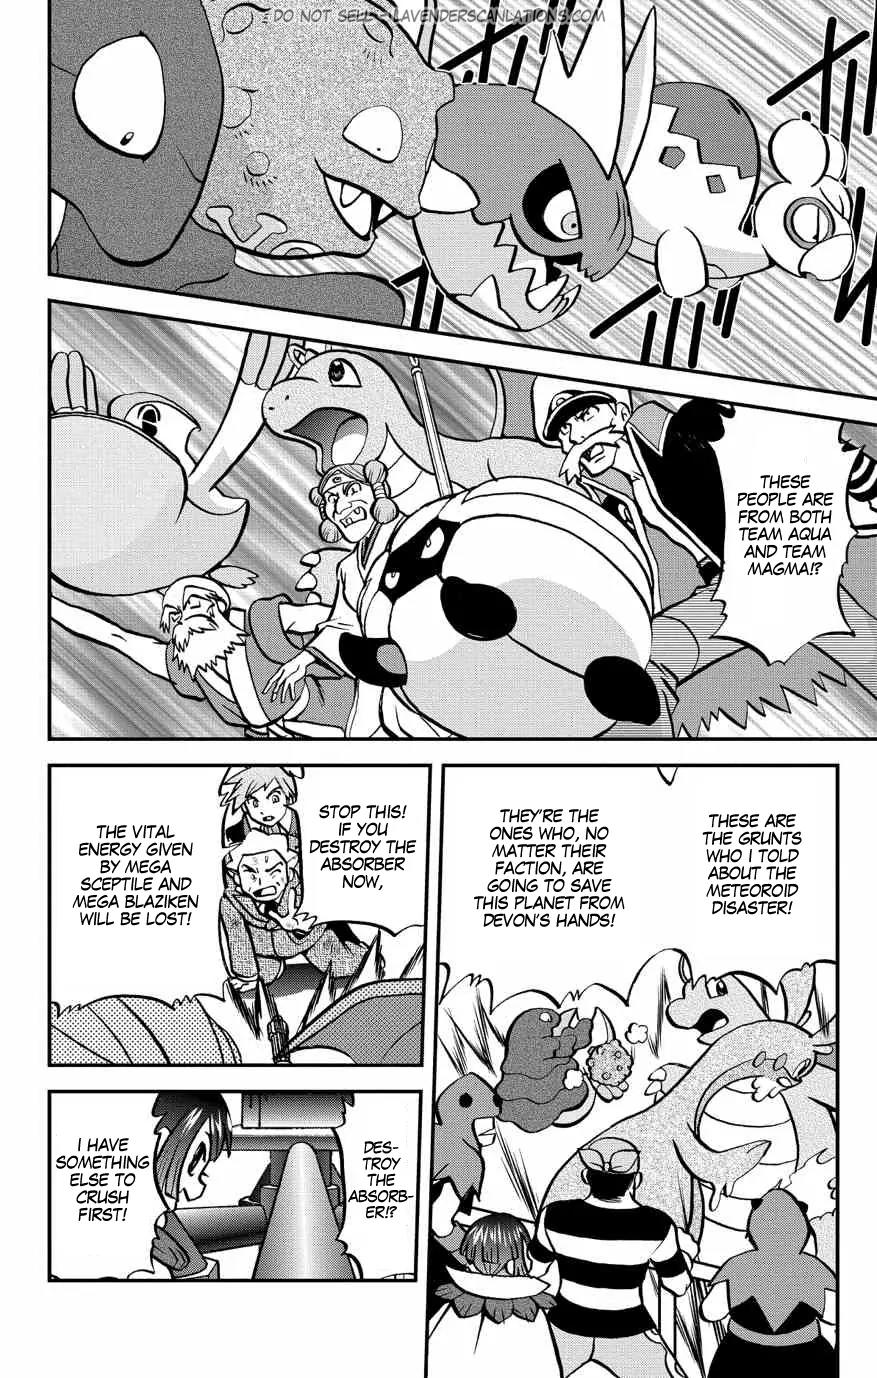 DO NOT SELL - LAVENDERSCANLATIONS.COM
THESE
PEOPLE ARE
FROM BOTH
TEAM AQUA
AND TEAM
MAGMA!?
THESE ARE
THE GRUNTS
WHO I TOLD
ABOUT THE
METEOROID
DISASTER!
THEY'RE THE
ONES WHO, NO
MATTER THEIR
FACTION, ARE
GOING TO SAVE
THIS PLANET FROM
DEVON'S HANDS!
STOP THIS!
IF YOU
DESTROY THE
ABSORBER
NOW,
THE VITAL
ENERGY GIVEN
BY MEGA
SCEPTILE AND
MEGA BLAZIKEN
WILL BE LOST!
DES-
TROY
THE
ABSORB-
ER!?
I HAVE
SOMETHING
ELSE TO
CRUSH
FIRST!